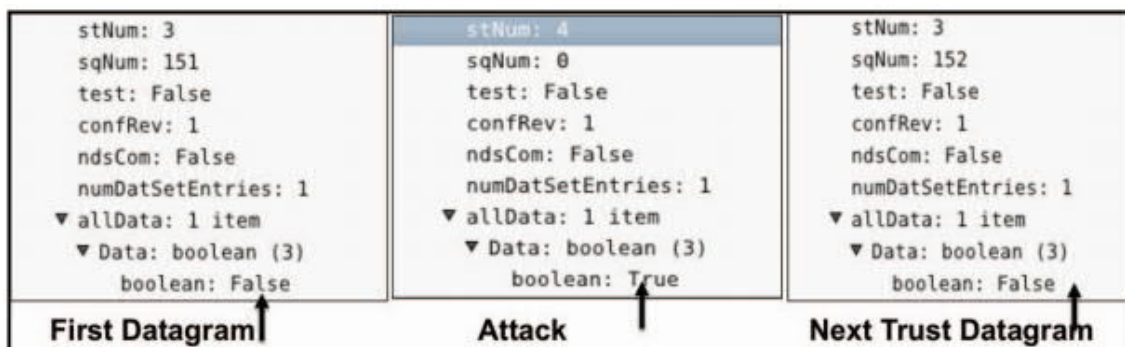 stNum: 3
sqNum: 151
test: False
confRev: 1
ndsCom: False
numDatSetEntries: 1
allData: 1 item
Data: boolean (3)
boolean: False
First Datagram
stNum: 4
sqNum: 0
test: False
confRev: 1
ndsCom: False
numDatSetEntries: 1
allData: 1 item
Data: boolean (3)
boolean: True
Attack
stNum: 3
sqNum: 152
test: False
confRev: 1
ndsCom: False
numDatSetEntries: 1
allData: 1 item
Data: boolean (3)
boolean: False
Next Trust Datagram